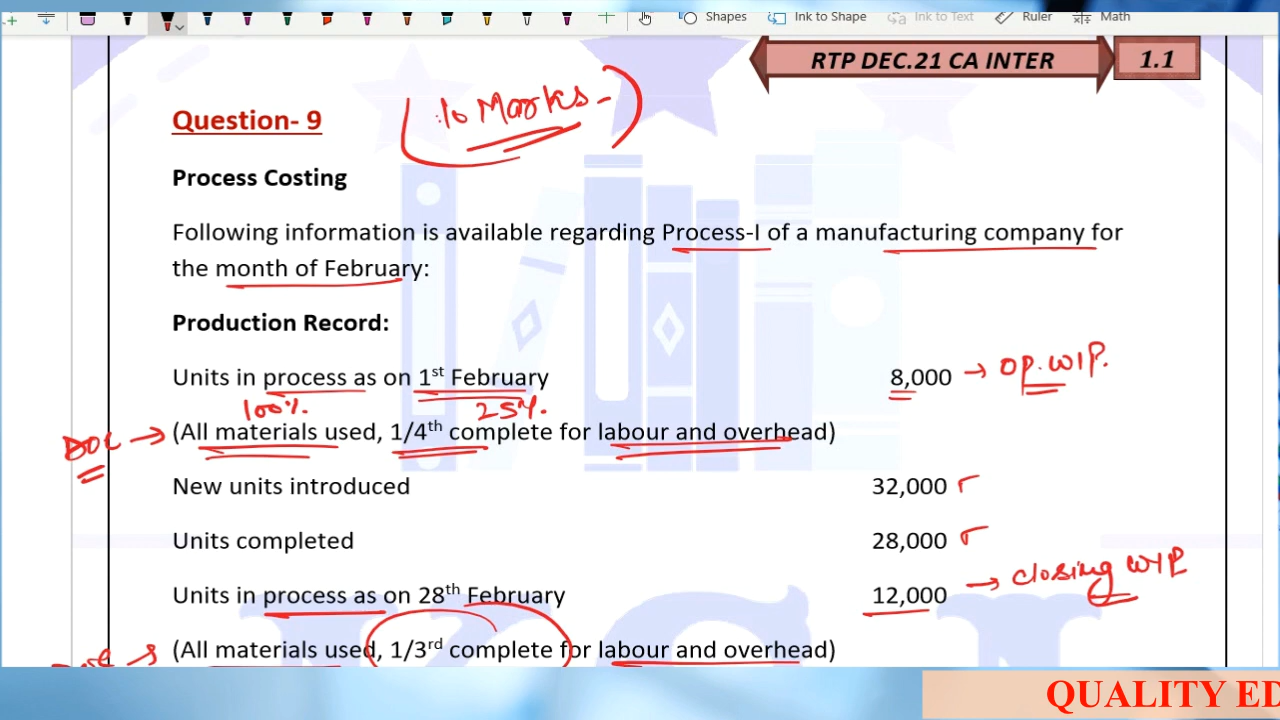 Shapes Ink to Shape Ink to Text Ruler Math
RTP DEC.21 CA INTER 1.1
Question- 9
10 Marks
Process Costing
Following information is available regarding Process-I of a manufacturing company for
the month of February:
Production Record:
Units in process as on 1st February 8,000 → OP. WIP.
100%. 25%.
DOC → (All materials used, 1/4th complete for labour and overhead)
New units introduced 32,000
Units completed 28,000
Units in process as on 28th February 12,000 → closing WIP
(All materials used, 1/3rd complete for labour and overhead)
QUALITY ED